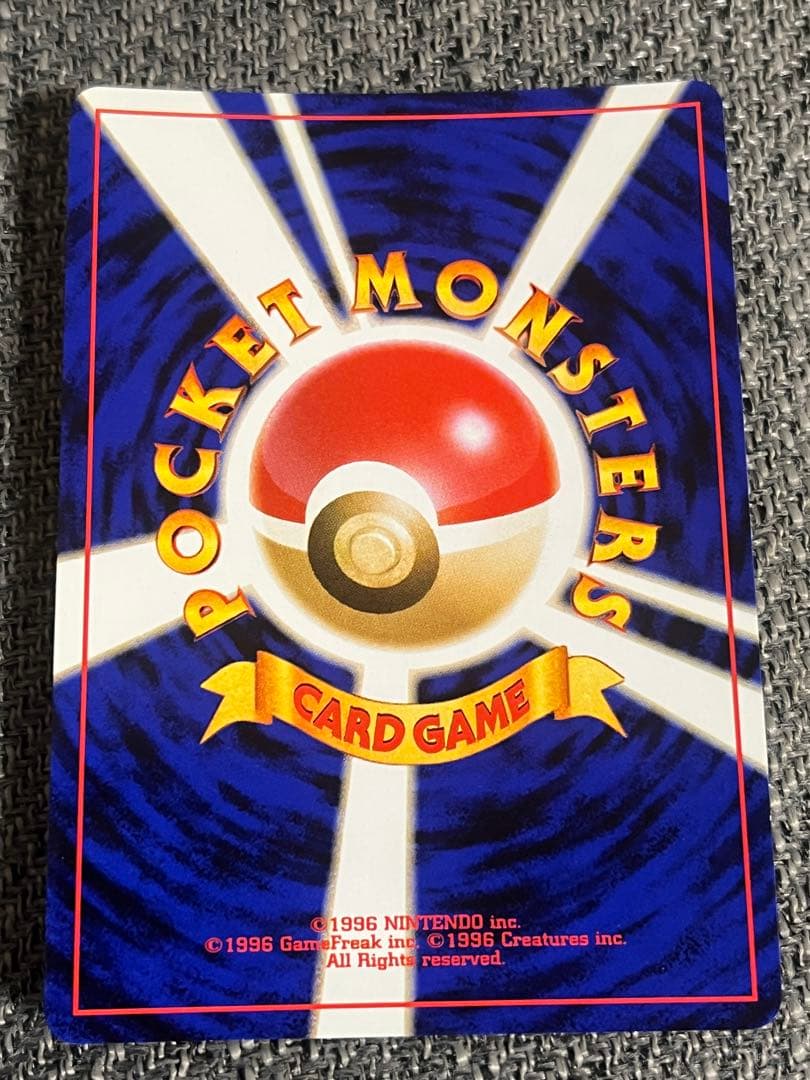 POCKET MONSTERS
CARD GAME
©1996 NINTENDO inc.
©1996 GameFreak inc. ©1996 Creatures inc.
All Rights reserved.